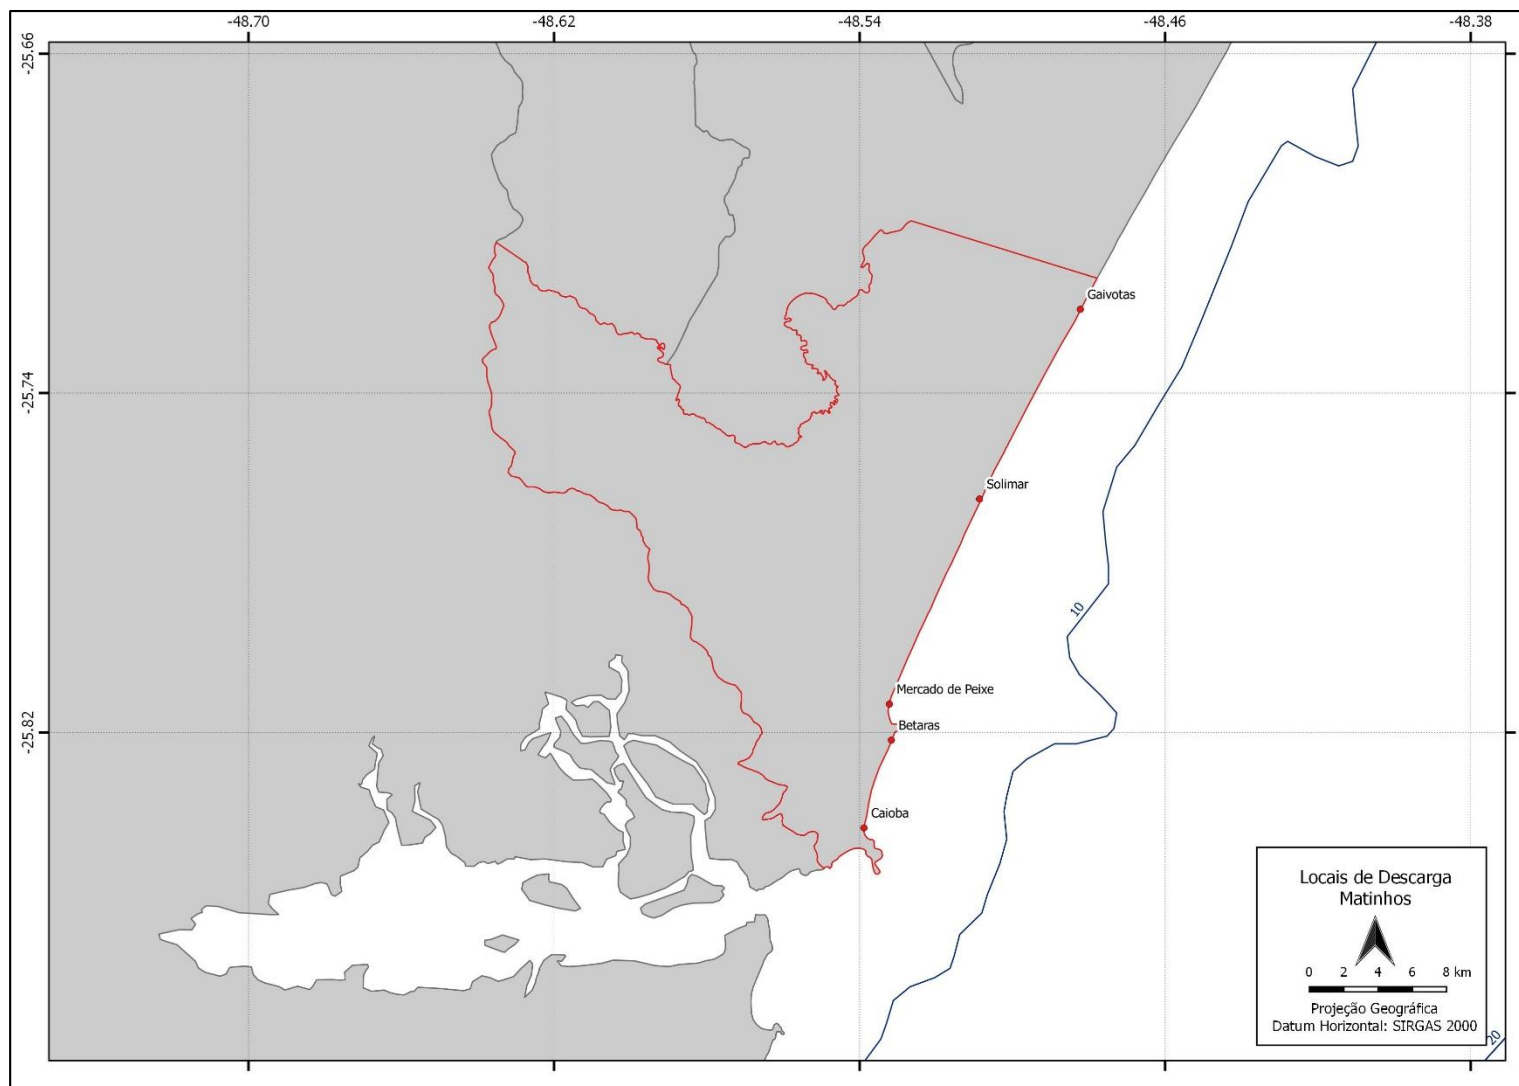 -48.70 -48.62 -48.54 -48.46 -48.38
-25.66
Gaivotas
-25.74
Solimar
10
Mercado de Peixe
Betaras
-25.82
Caioba
Locais de Descarga
Matinhos
0 2 4 6 8 km
Projeção Geográfica
Datum Horizontal: SIRGAS 2000
20